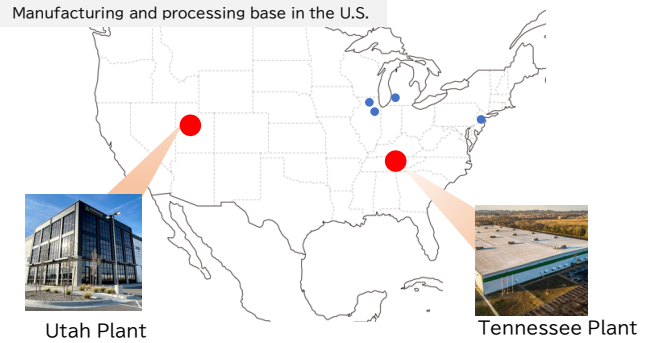 Manufacturing and processing base in the U.S.
Utah Plant
Tennessee Plant